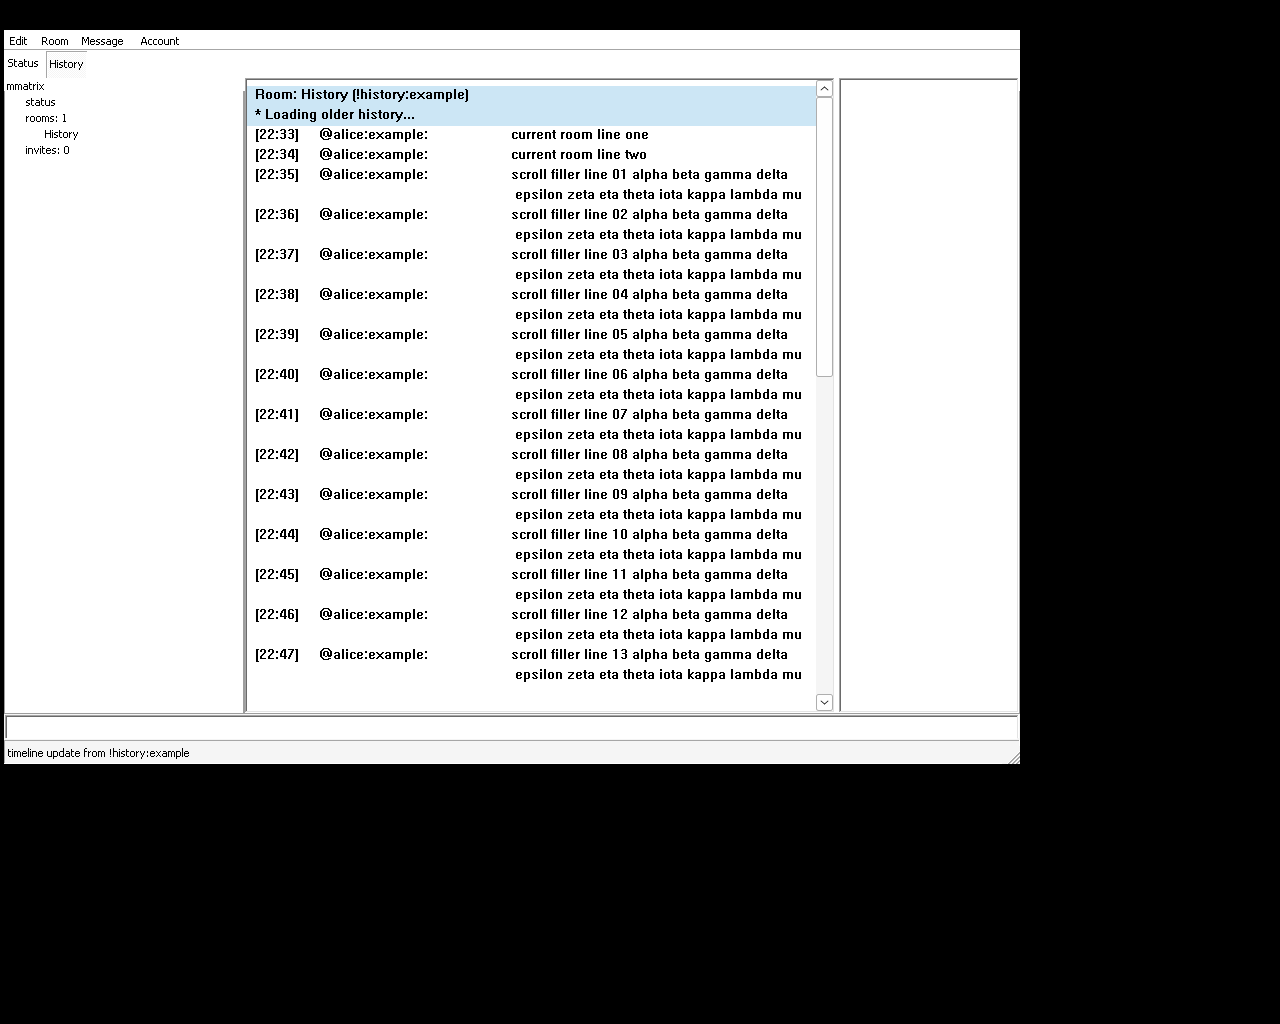 Edit Room Message Account
Status History
mmatrix
status
rooms: 1
History
invites: 0
Room: History (!history:example)
* Loading older history...
[22:33] @alice:example: current room line one
[22:34] @alice:example: current room line two
[22:35] @alice:example: scroll filler line 01 alpha beta gamma delta
epsilon zeta eta theta iota kappa lambda mu
[22:36] @alice:example: scroll filler line 02 alpha beta gamma delta
epsilon zeta eta theta iota kappa lambda mu
[22:37] @alice:example: scroll filler line 03 alpha beta gamma delta
epsilon zeta eta theta iota kappa lambda mu
[22:38] @alice:example: scroll filler line 04 alpha beta gamma delta
epsilon zeta eta theta iota kappa lambda mu
[22:39] @alice:example: scroll filler line 05 alpha beta gamma delta
epsilon zeta eta theta iota kappa lambda mu
[22:40] @alice:example: scroll filler line 06 alpha beta gamma delta
epsilon zeta eta theta iota kappa lambda mu
[22:41] @alice:example: scroll filler line 07 alpha beta gamma delta
epsilon zeta eta theta iota kappa lambda mu
[22:42] @alice:example: scroll filler line 08 alpha beta gamma delta
epsilon zeta eta theta iota kappa lambda mu
[22:43] @alice:example: scroll filler line 09 alpha beta gamma delta
epsilon zeta eta theta iota kappa lambda mu
[22:44] @alice:example: scroll filler line 10 alpha beta gamma delta
epsilon zeta eta theta iota kappa lambda mu
[22:45] @alice:example: scroll filler line 11 alpha beta gamma delta
epsilon zeta eta theta iota kappa lambda mu
[22:46] @alice:example: scroll filler line 12 alpha beta gamma delta
epsilon zeta eta theta iota kappa lambda mu
[22:47] @alice:example: scroll filler line 13 alpha beta gamma delta
epsilon zeta eta theta iota kappa lambda mu
timeline update from !history:example